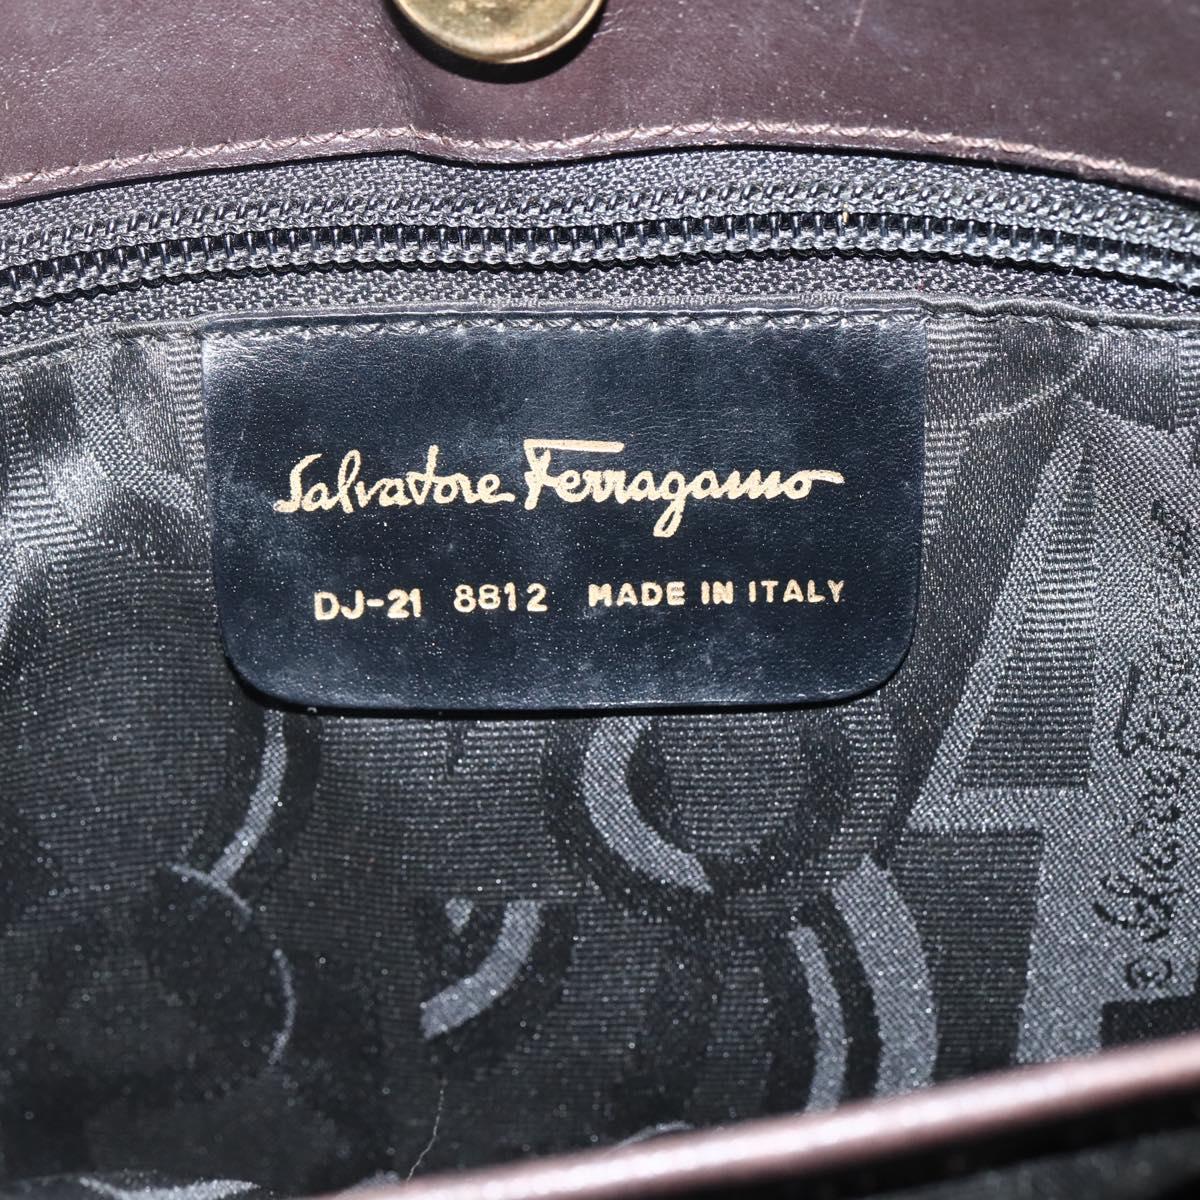 Salvatore Ferragamo
DJ-21 8812 MADE IN ITALY